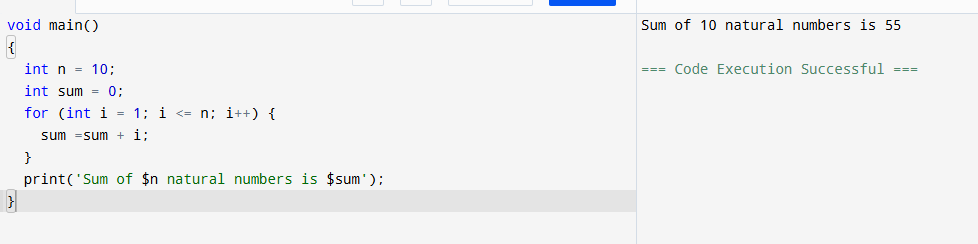 void main()
{
  int n = 10;
  int sum = 0;
  for (int i = 1; i <= n; i++) {
    sum =sum + i;
  }
  print('Sum of $n natural numbers is $sum');
}
Sum of 10 natural numbers is 55
=== Code Execution Successful ===